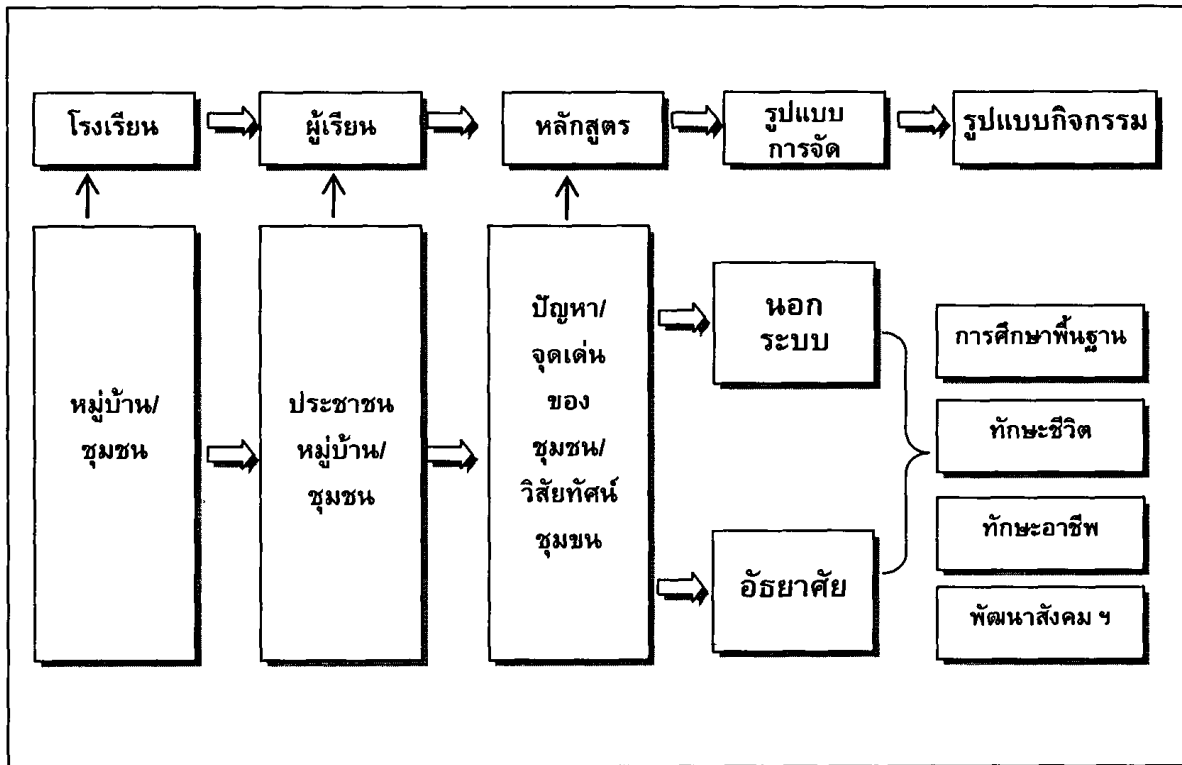 โรงเรียน
ผู้เรียน
หลักสูตร
รูปแบบ
การจัด
รูปแบบกิจกรรม
หมู่บ้าน/
ชุมชน
ประชาชน
หมู่บ้าน/
ชุมชน
ปัญหา/
จุดเด่น
ของ
ชุมชน/
วิสัยทัศน์
ชุมขน
นอก
ระบบ
อัธยาศัย
การศึกษาพื้นฐาน
ทักษะชีวิต
ทักษะอาชีพ
พัฒนาสังคม ฯ